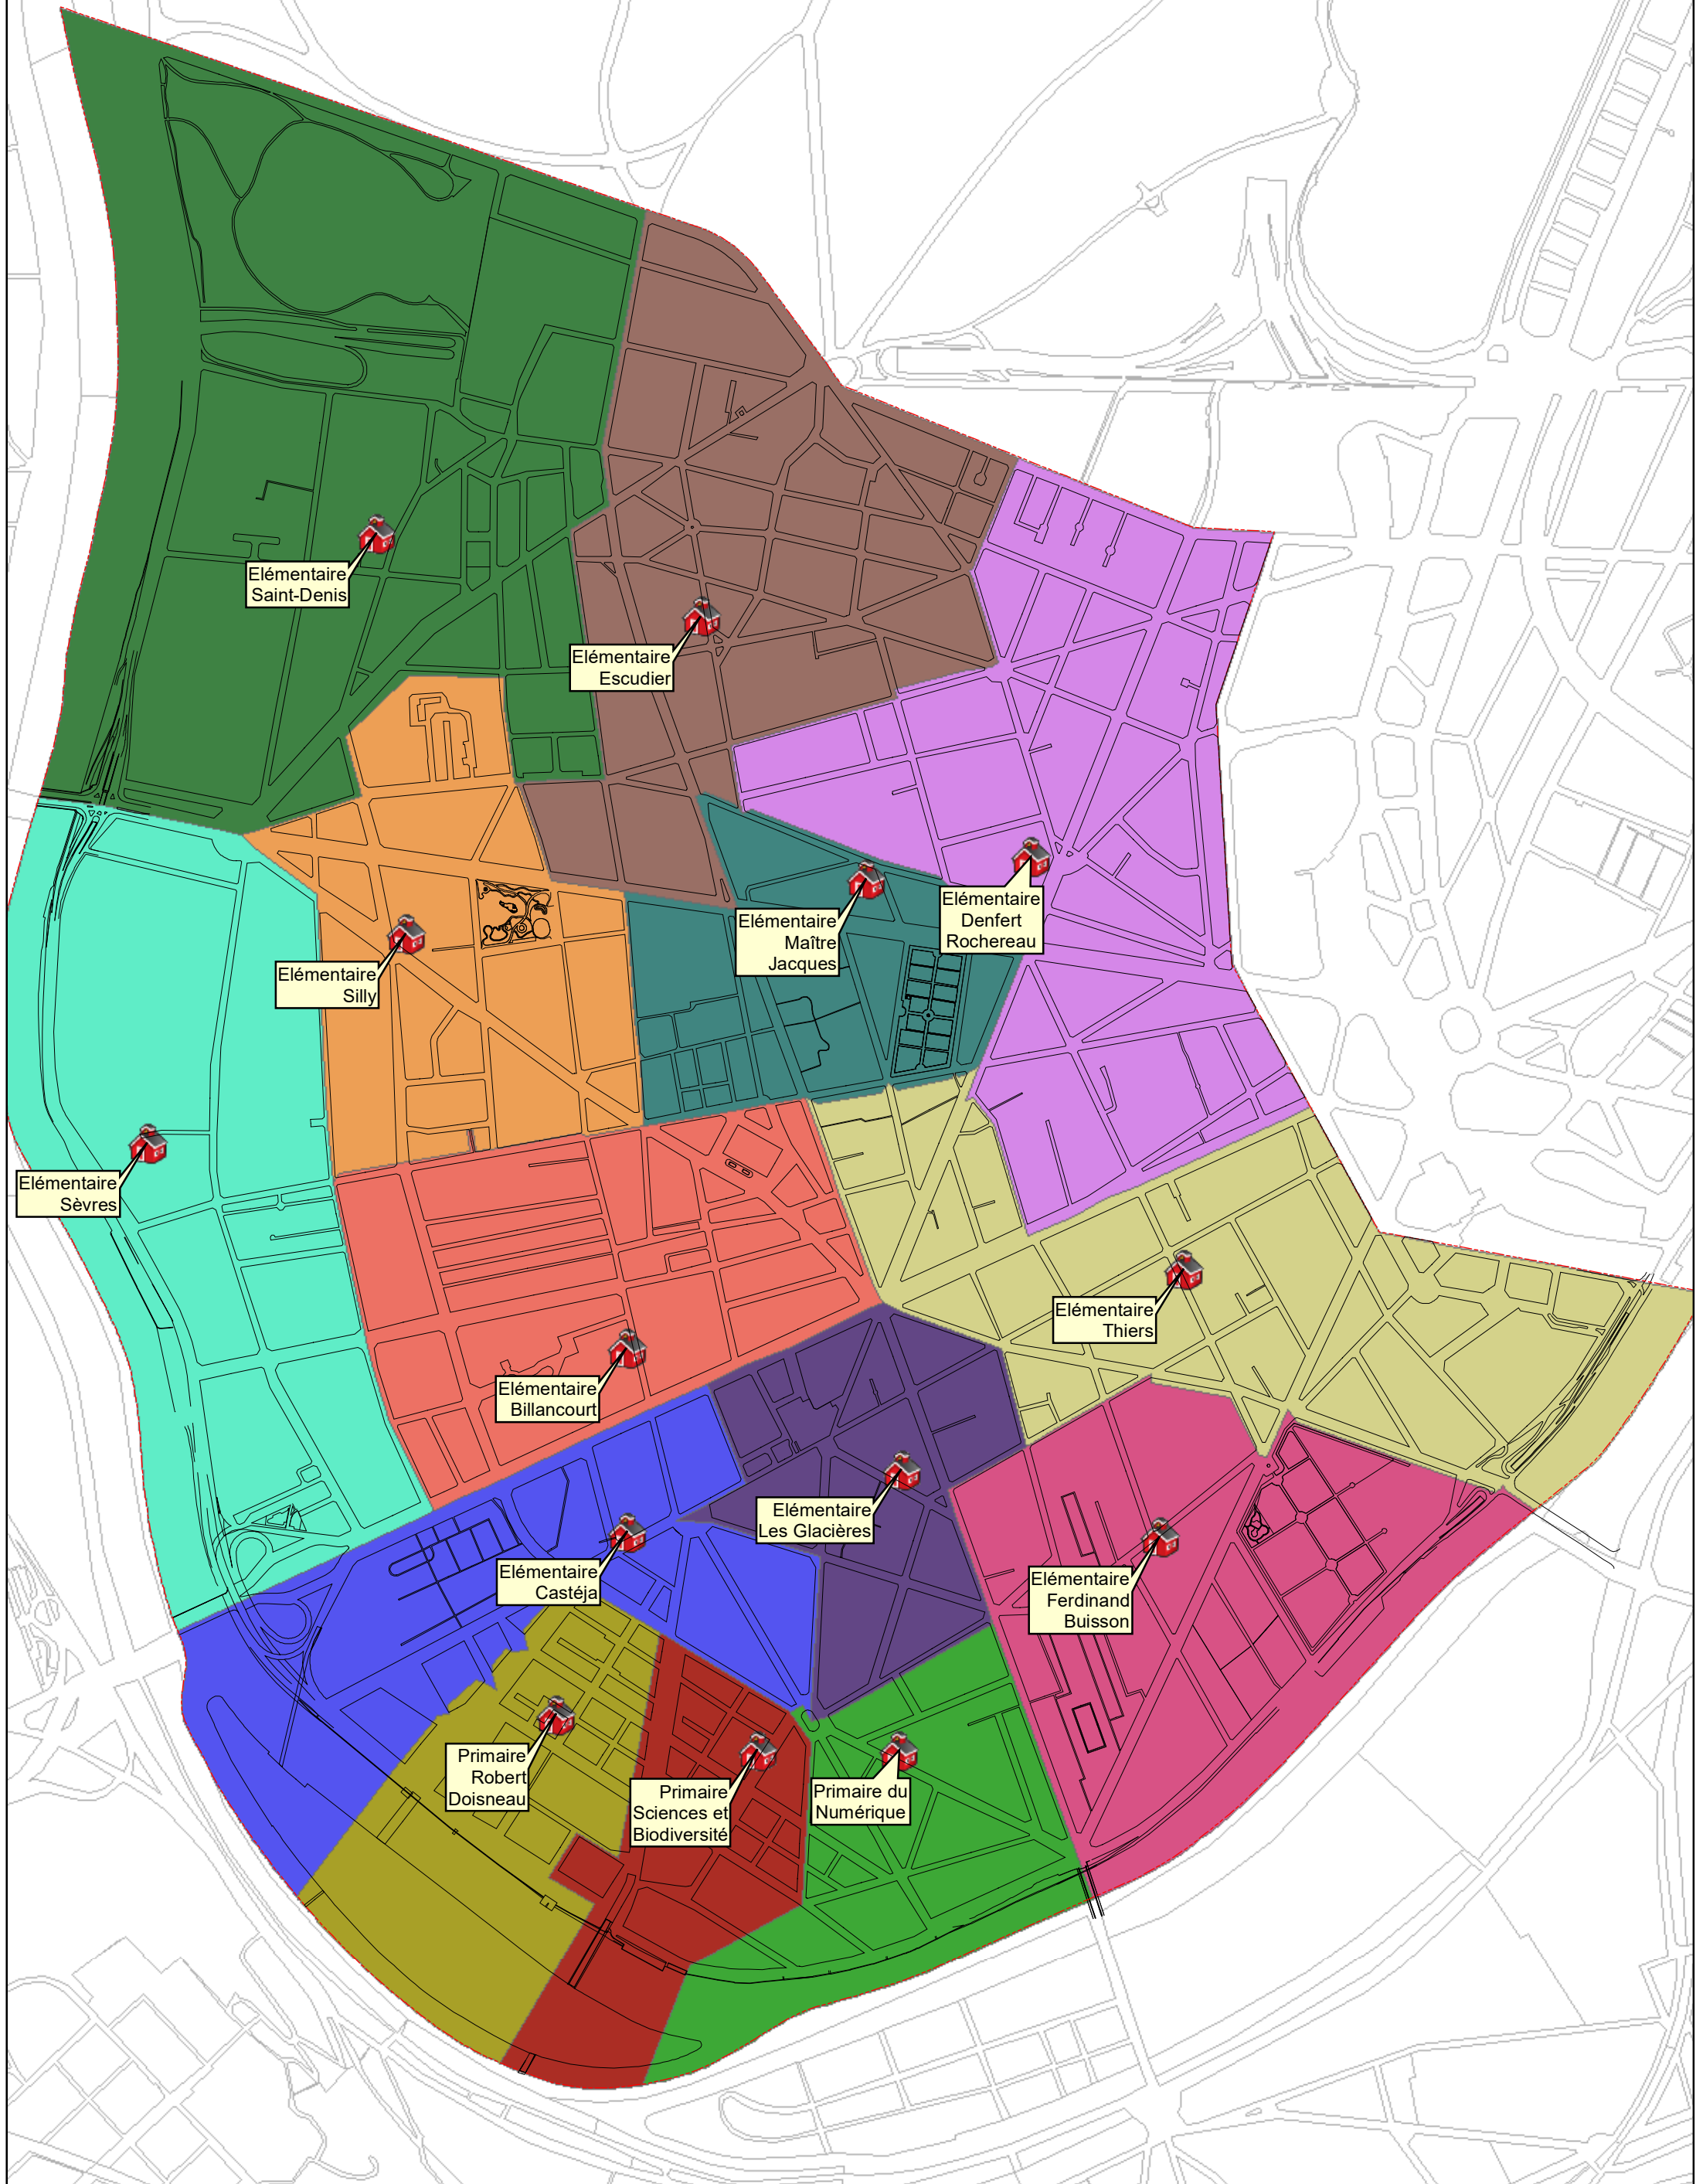 Elémentaire
Saint-Denis
Elémentaire
Escudier
Elémentaire
Denfert
Rochereau
Elémentaire
Maître
Jacques
Elémentaire
Silly
Elémentaire
Sèvres
Elémentaire
Thiers
Elémentaire
Billancourt
Elémentaire
Les Glacières
Elémentaire
Castéja
Elémentaire
Ferdinand
Buisson
Primaire
Robert
Doisneau
Primaire
Sciences et
Biodiversité
Primaire du
Numérique